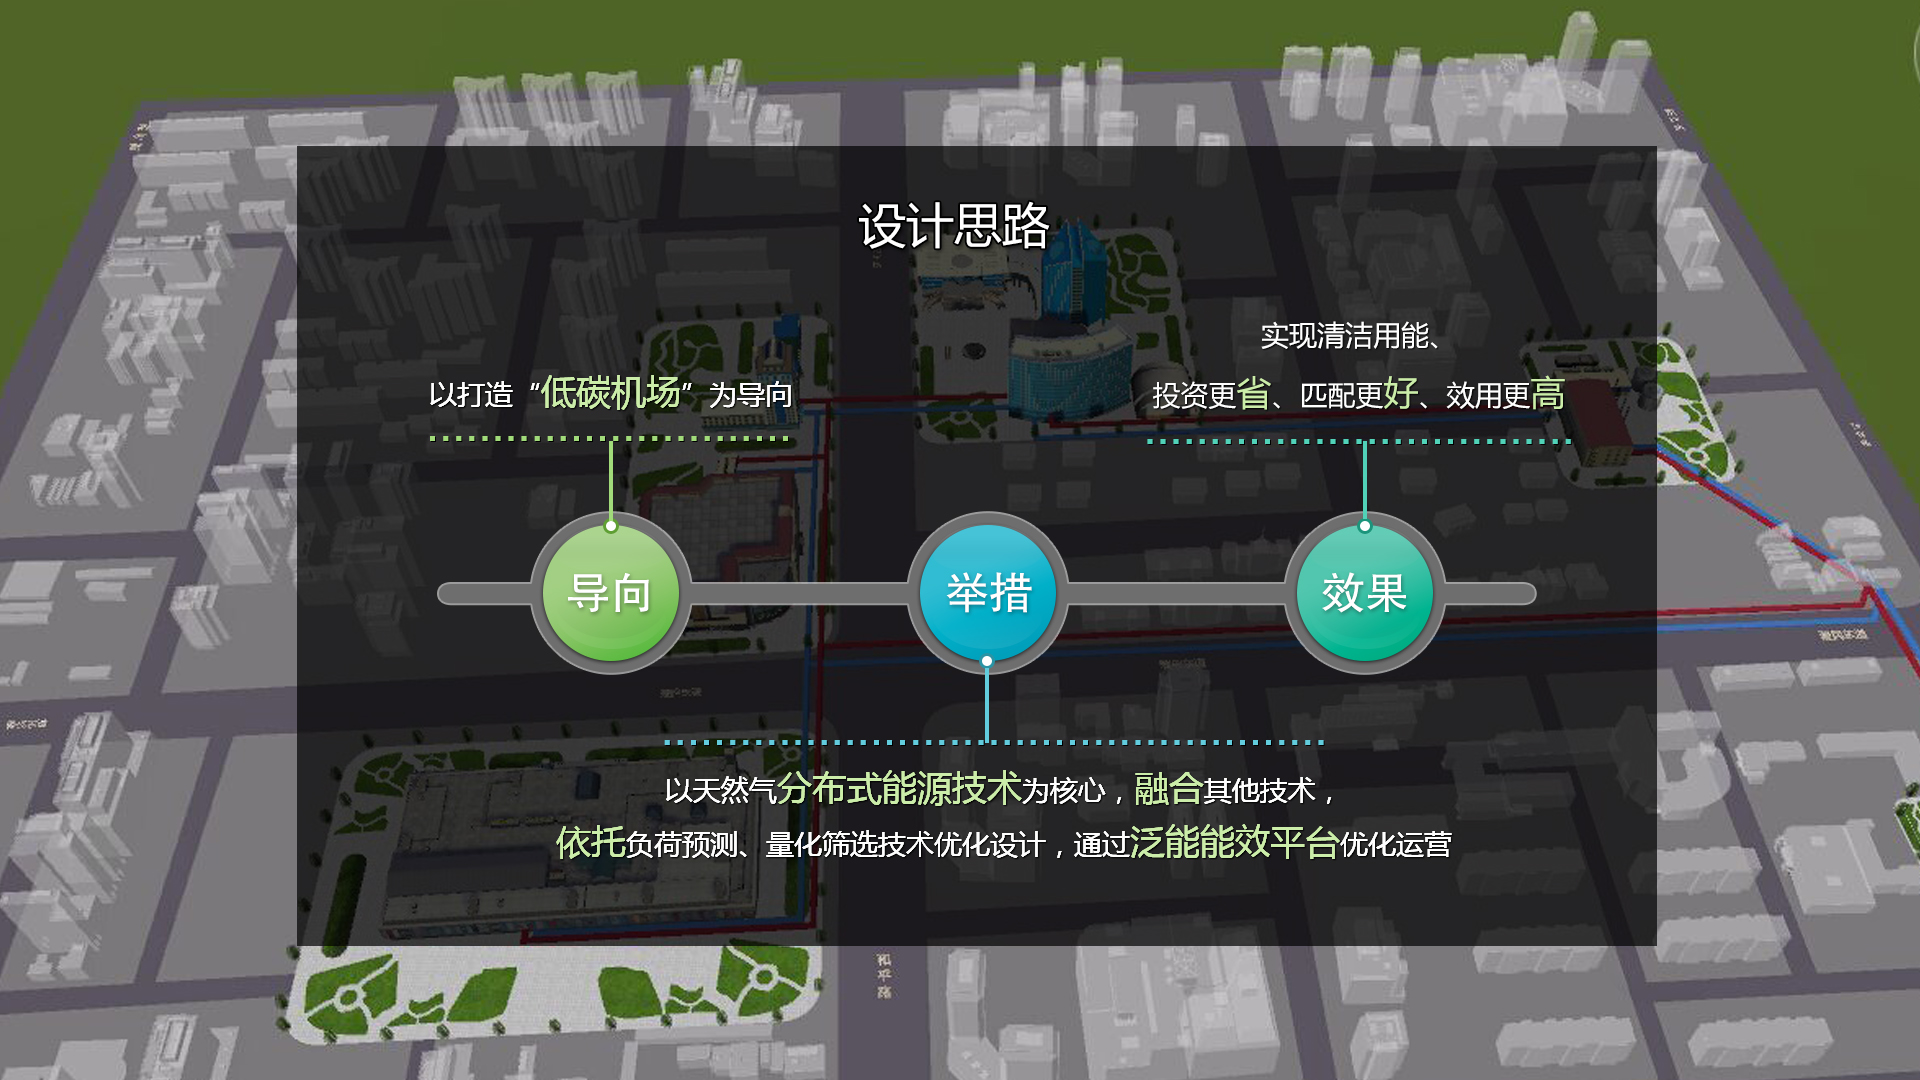 设计思路
实现清洁用能、
以打造“低碳机场”为导向
投资更省、匹配更好、效用更高
导向
举措
效果
以天然气分布式能源技术为核心，融合其他技术，
依托负荷预测、量化筛选技术优化设计，通过泛能能效平台优化运营
和平路